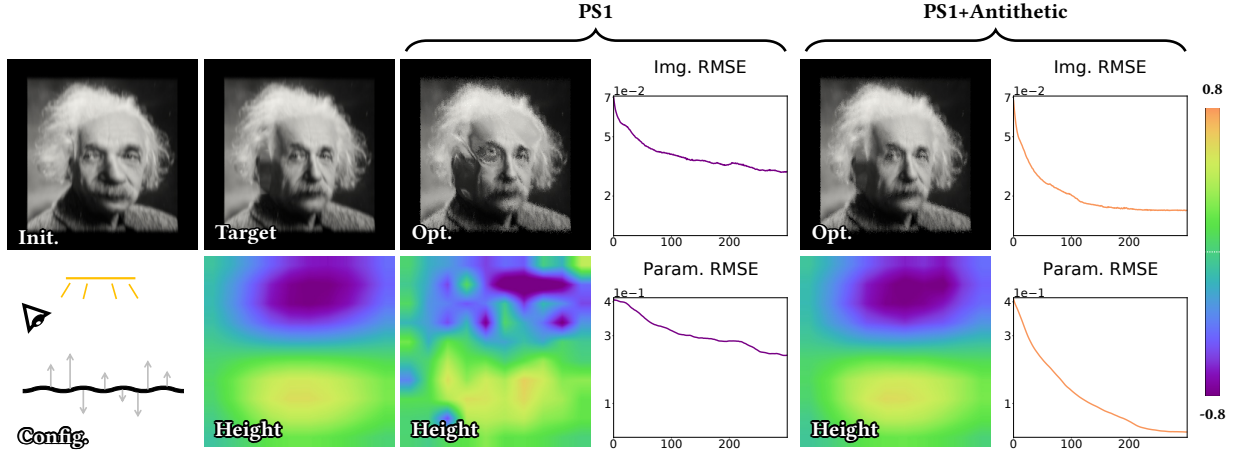 PS1
PS1+Antithetic
Init.
Target
Opt.
Img. RMSE
1e−2
7
5
2
0 100 200
Opt.
Img. RMSE
1e−2
7
5
2
0 100 200
0.8
-0.8
Config.
Height
Height
Param. RMSE
1e−1
4
3
1
0 100 200
Height
Param. RMSE
1e−1
4
3
1
0 100 200